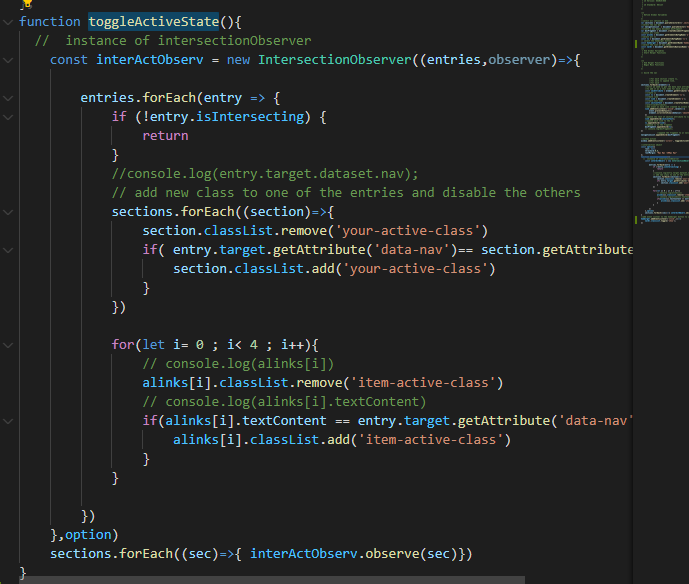 function toggleActiveState(){
//  instance of intersectionObserver
const interActObserv = new IntersectionObserver((entries,observer)=>{
entries.forEach(entry => {
if (!entry.isIntersecting) {
return
}
//console.log(entry.target.dataset.nav);
// add new class to one of the entries and disable the others
sections.forEach((section)=>{
section.classList.remove('your-active-class')
if( entry.target.getAttribute('data-nav')== section.getAttribute
section.classList.add('your-active-class')
}
})
for(let i= 0 ; i< 4 ; i++){
// console.log(alinks[i])
alinks[i].classList.remove('item-active-class')
// console.log(alinks[i].textContent)
if(alinks[i].textContent == entry.target.getAttribute('data-nav'
alinks[i].classList.add('item-active-class')
}
}
})
},option)
sections.forEach((sec)=>{ interActObserv.observe(sec)})
}